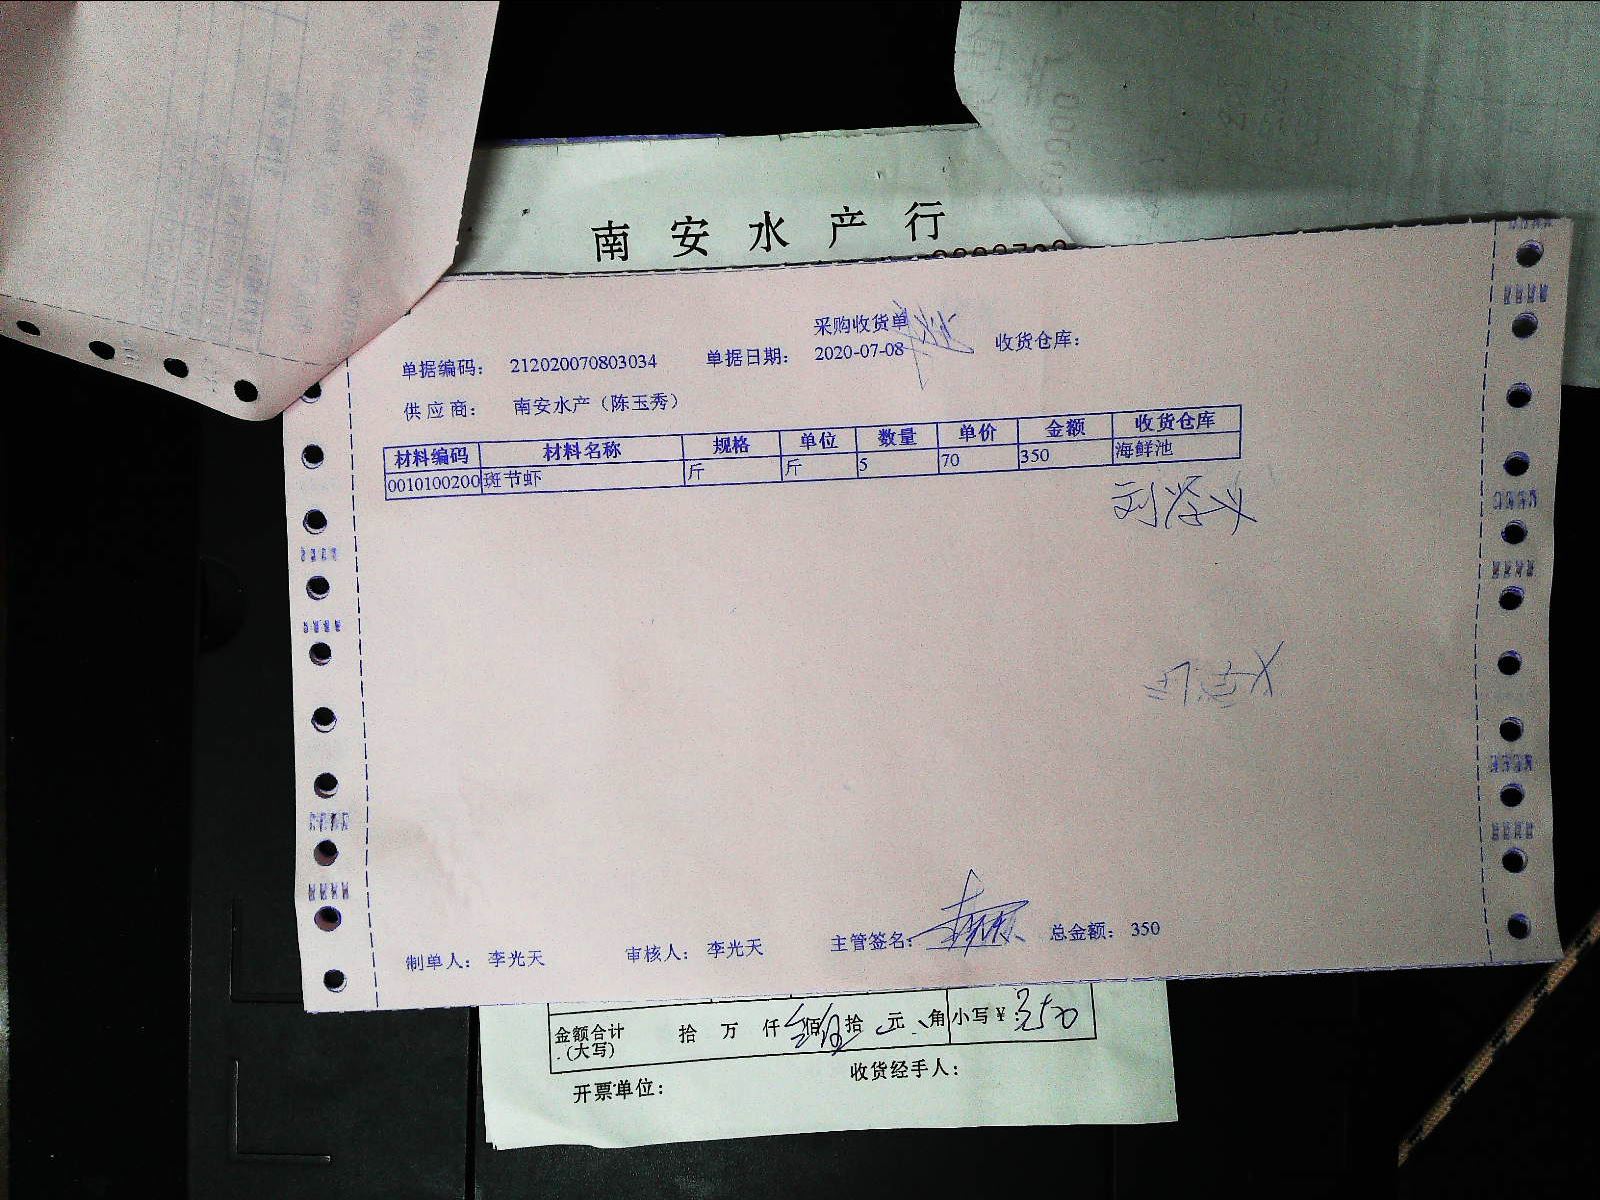 南安水产行
采购收货单
单据编码： 212020070803034 单据日期： 2020-07-08 收货仓库：
供应商： 南安水产（陈玉秀）
材料编码 材料名称 规格 单位 数量 单价 金额 收货仓库
0010100200 斑节虾 斤 斤 5 70 350 海鲜池
制单人： 李光天 审核人： 李光天 主管签名： 总金额： 350
金额合计 拾 万 仟 佰 拾 元 角 小写￥： 350
(大写)
收货经手人：
开票单位：